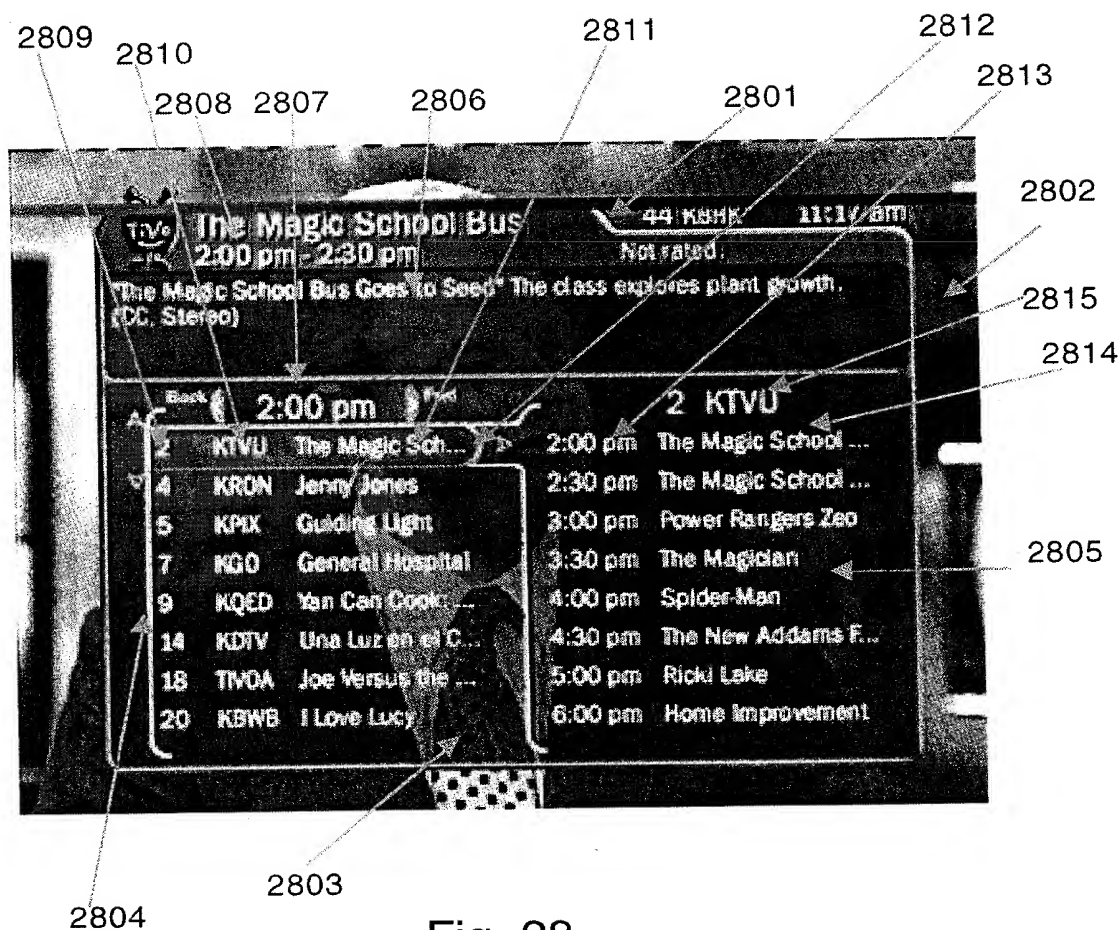 2809
2810
2808
2807
2806
2811
2801
2812
2813
2802
2815
2814
2805
2803
2804
TiVo
The Magic School Bus
2:00 pm - 2:30 pm
44 KBHK
11:17 am
Not rated.
"The Magic School Bus Goes to Seed" The class explores plant growth.
(CC, Stereo)
Back
2:00 pm
2 KTVU
2 KTVU The Magic Sch...
4 KRON Jenny Jones
5 KPIX Guiding Light
7 KGO General Hospital
9 KQED Yan Can Cook: ...
14 KDTV Una Luz en el C...
18 TIVOA Joe Versus the ...
20 KBWB I Love Lucy
2:00 pm The Magic School ...
2:30 pm The Magic School ...
3:00 pm Power Rangers Zeo
3:30 pm The Magician
4:00 pm Spider-Man
4:30 pm The New Addams F...
5:00 pm Ricki Lake
6:00 pm Home Improvement